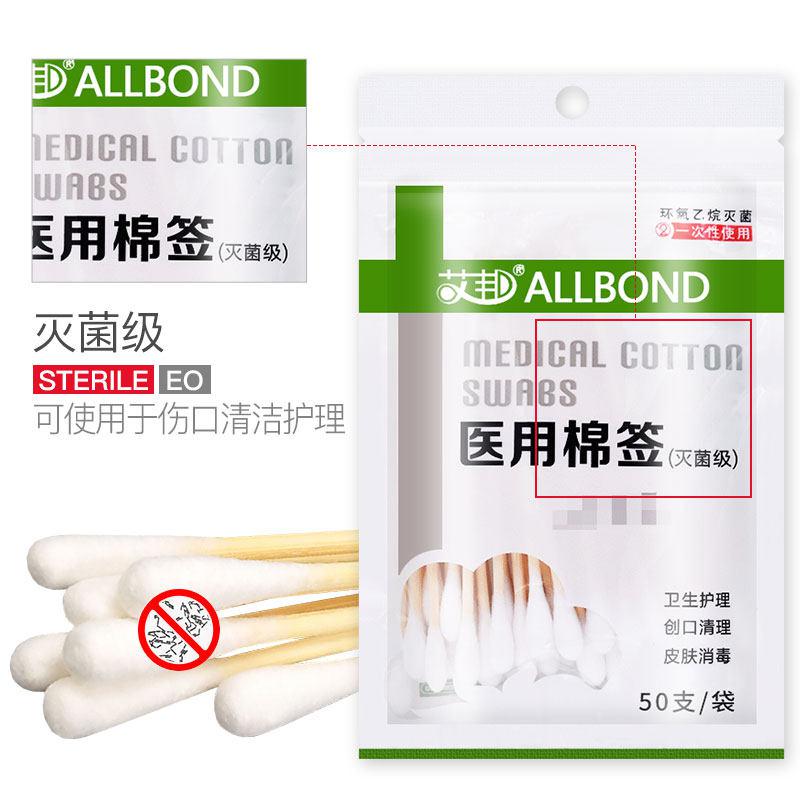 艾邦® ALLBOND
MEDICAL COTTON
SWABS
医用棉签(灭菌级)
灭菌级
STERILE EO
可使用于伤口清洁护理
环氧乙烷灭菌
② 一次性使用
艾邦® ALLBOND
MEDICAL COTTON
SWABS
医用棉签(灭菌级)
卫生护理
创口清理
皮肤消毒
50支/袋